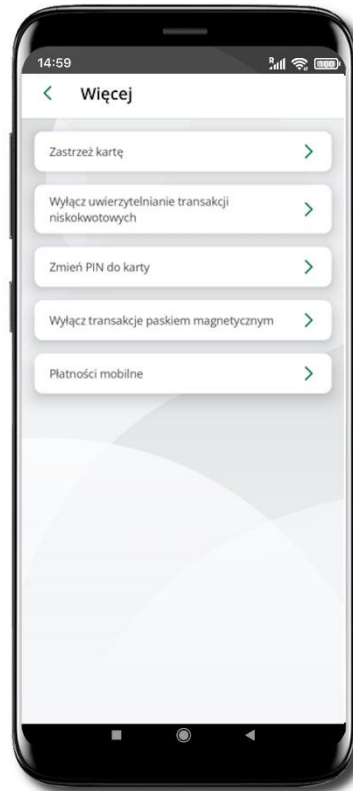 14:59
Więcej
Zastrzeż kartę
Wyłącz uwierzytelnianie transakcji
niskokwotowych
Zmień PIN do karty
Wyłącz transakcje paskiem magnetycznym
Płatności mobilne